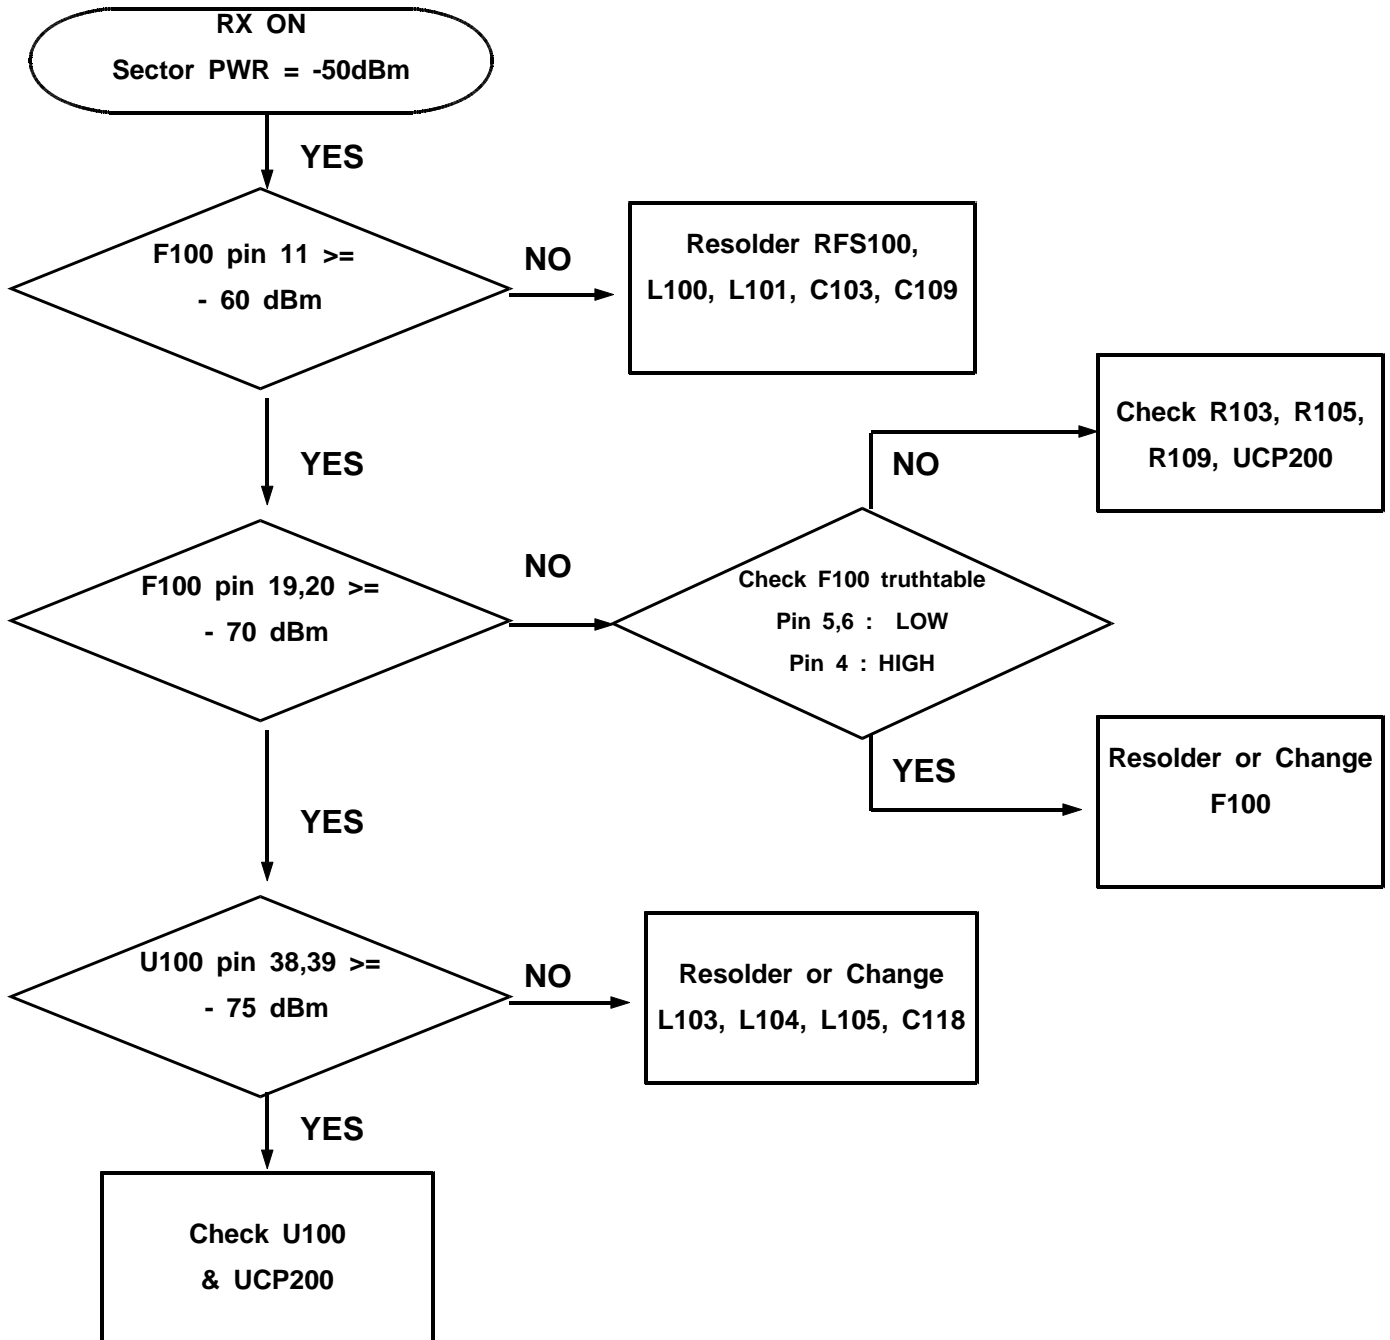 RX ON
Sector PWR = -50dBm
YES
F100 pin 11 >=
- 60 dBm
NO
Resolder RFS100,
L100, L101, C103, C109
YES
F100 pin 19,20 >=
- 70 dBm
NO
Check F100 truthtable
Pin 5,6 : LOW
Pin 4 : HIGH
NO
Check R103, R105,
R109, UCP200
YES
Resolder or Change
F100
YES
U100 pin 38,39 >=
- 75 dBm
NO
Resolder or Change
L103, L104, L105, C118
YES
Check U100
& UCP200